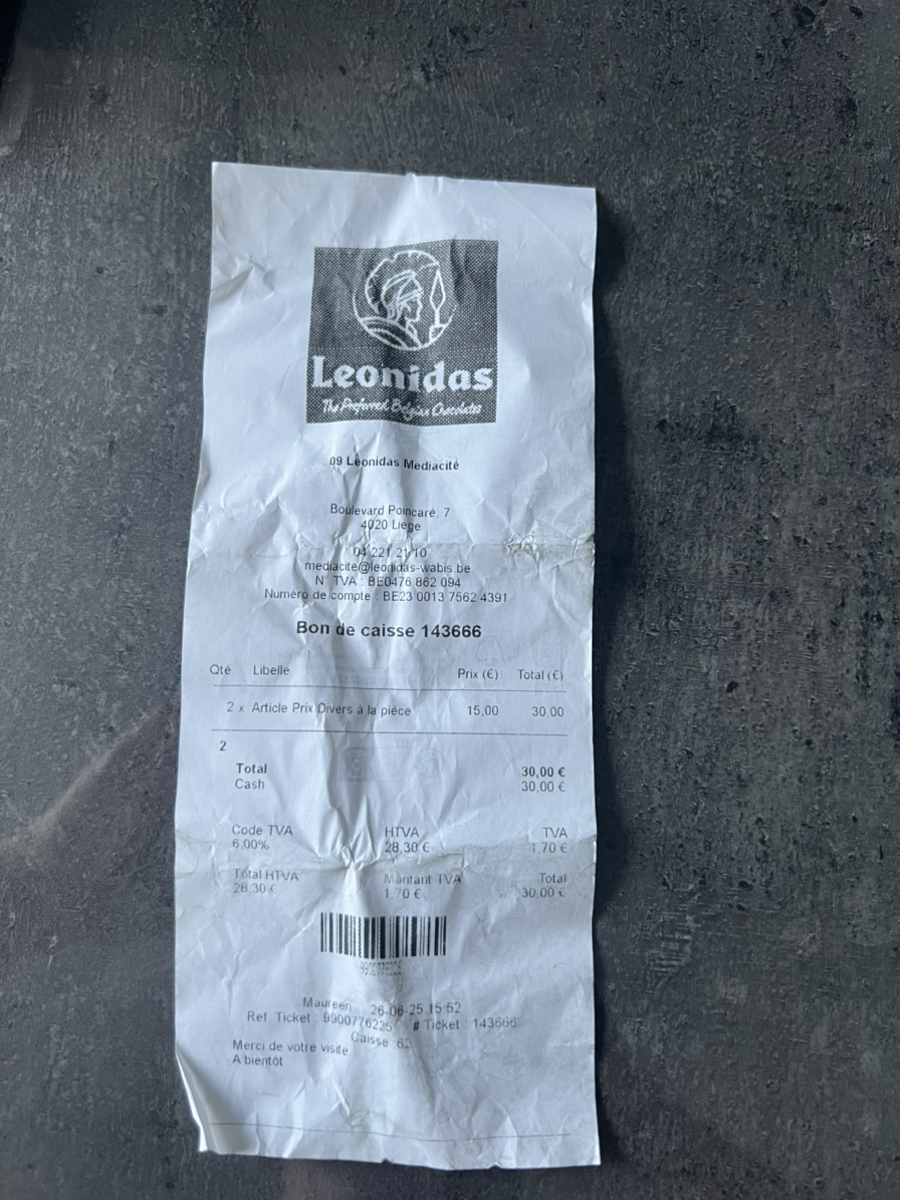 Leonidas
The Preferred Belgian Chocolates
09 Léonidas Mediacité
Boulevard Poincaré, 7
4020 Liege
04 221 21 10
mediacite@leonidas-wabis.be
N° TVA : BE0476 862 094
Numéro de compte : BE23 0013 7562 4391
Bon de caisse 143666
Qté. Libelle Prix (€) Total (€)
2 x Article Prix Divers à la pièce 15,00 30,00
2
Total 30,00 €
Cash 30,00 €
Code TVA HTVA TVA
6,00% 28,30 € 1,70 €
Total HTVA Montant TVA Total
28,30 € 1,70 € 30,00 €
Maureen 26-06-25 15:52
Ref. Ticket : 9900776225 # Ticket : 143666
Caisse :
Merci de votre visite
A bientôt